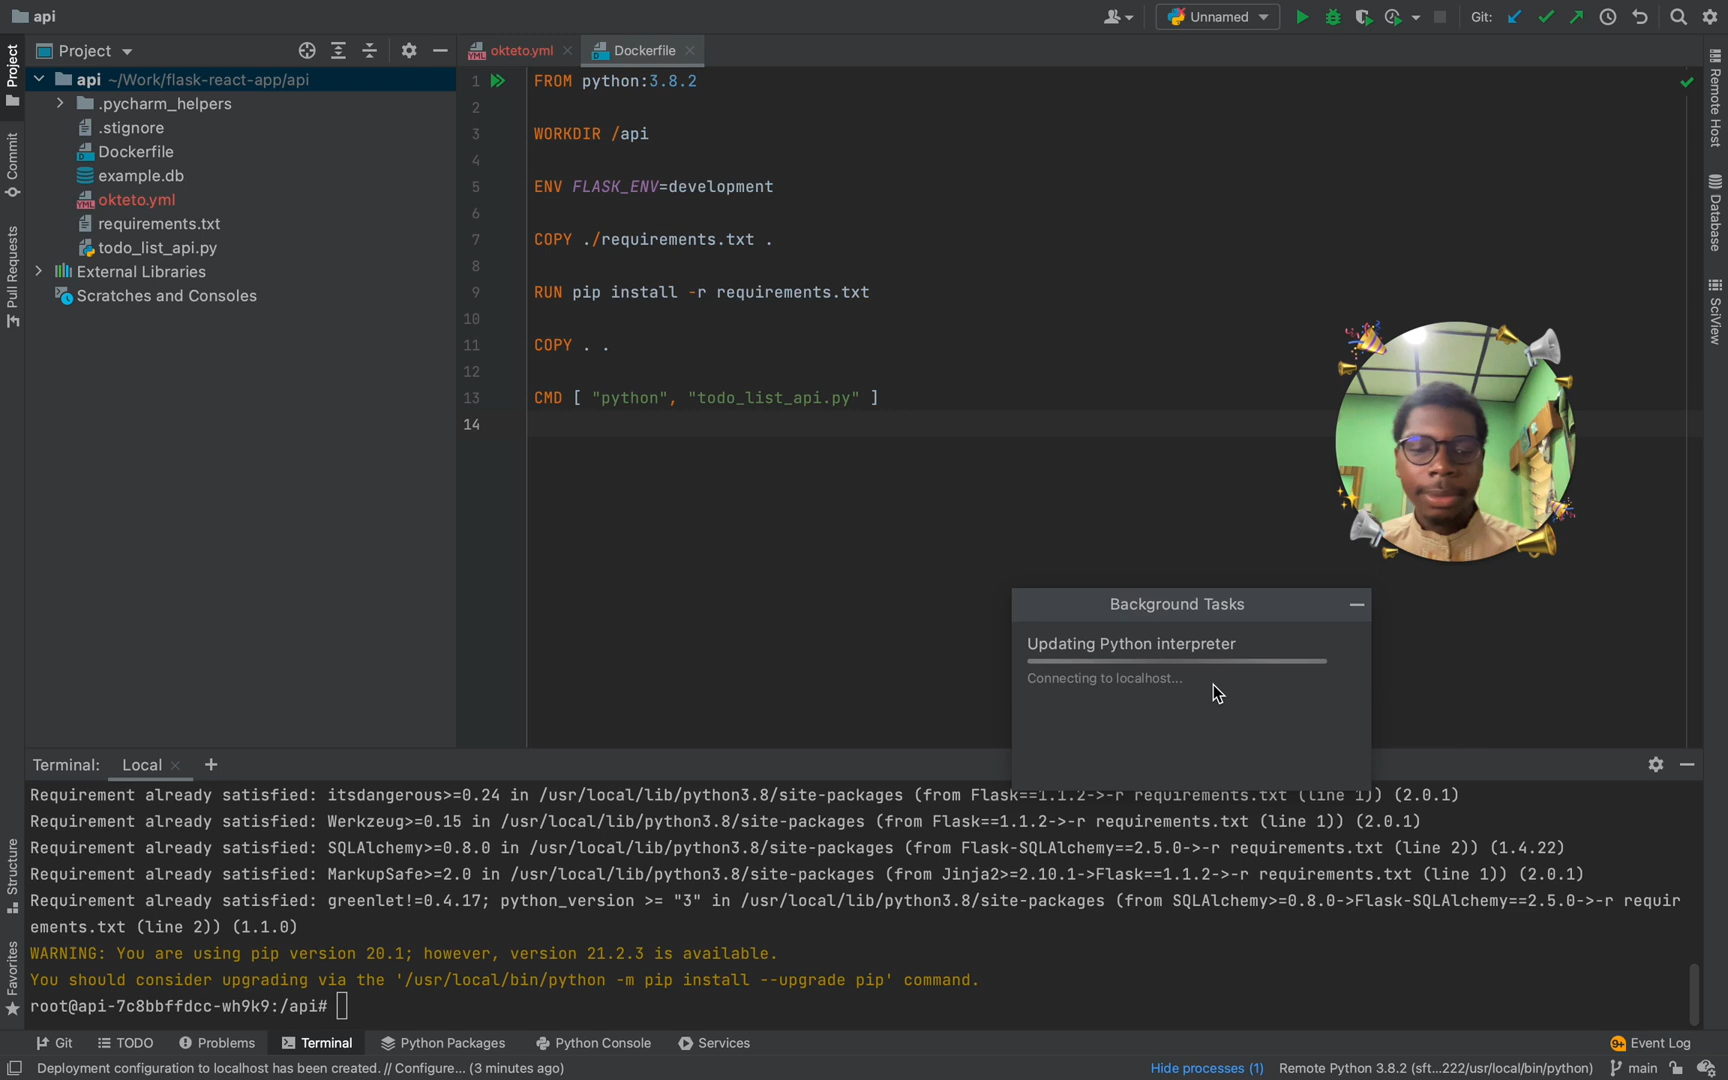 api
Unnamed
Git:
Project
okteto.yml
Dockerfile
Project
Commit
Pull Requests
Structure
Favorites
Remote Host
Database
SciView
api ~/Work/flask-react-app/api
.pycharm_helpers
.stignore
Dockerfile
example.db
okteto.yml
requirements.txt
todo_list_api.py
External Libraries
Scratches and Consoles
1 FROM python:3.8.2
2
3 WORKDIR /api
4
5 ENV FLASK_ENV=development
6
7 COPY ./requirements.txt .
8
9 RUN pip install -r requirements.txt
10
11 COPY . .
12
13 CMD [ "python", "todo_list_api.py" ]
14
Background Tasks
Updating Python interpreter
Connecting to localhost...
Terminal: Local
Requirement already satisfied: itsdangerous>=0.24 in /usr/local/lib/python3.8/site-packages (from Flask==1.1.2->-r requirements.txt (line 1)) (2.0.1)
Requirement already satisfied: Werkzeug>=0.15 in /usr/local/lib/python3.8/site-packages (from Flask==1.1.2->-r requirements.txt (line 1)) (2.0.1)
Requirement already satisfied: SQLAlchemy>=0.8.0 in /usr/local/lib/python3.8/site-packages (from Flask-SQLAlchemy==2.5.0->-r requirements.txt (line 2)) (1.4.22)
Requirement already satisfied: MarkupSafe>=2.0 in /usr/local/lib/python3.8/site-packages (from Jinja2>=2.10.1->Flask==1.1.2->-r requirements.txt (line 1)) (2.0.1)
Requirement already satisfied: greenlet!=0.4.17; python_version >= "3" in /usr/local/lib/python3.8/site-packages (from SQLAlchemy>=0.8.0->Flask-SQLAlchemy==2.5.0->-r requir
ements.txt (line 2)) (1.1.0)
WARNING: You are using pip version 20.1; however, version 21.2.3 is available.
You should consider upgrading via the '/usr/local/bin/python -m pip install --upgrade pip' command.
root@api-7c8bbffdcc-wh9k9:/api#
Git
TODO
Problems
Terminal
Python Packages
Python Console
Services
9+ Event Log
Deployment configuration to localhost has been created. // Configure... (3 minutes ago)
Hide processes (1)
Remote Python 3.8.2 (sft...222/usr/local/bin/python)
main